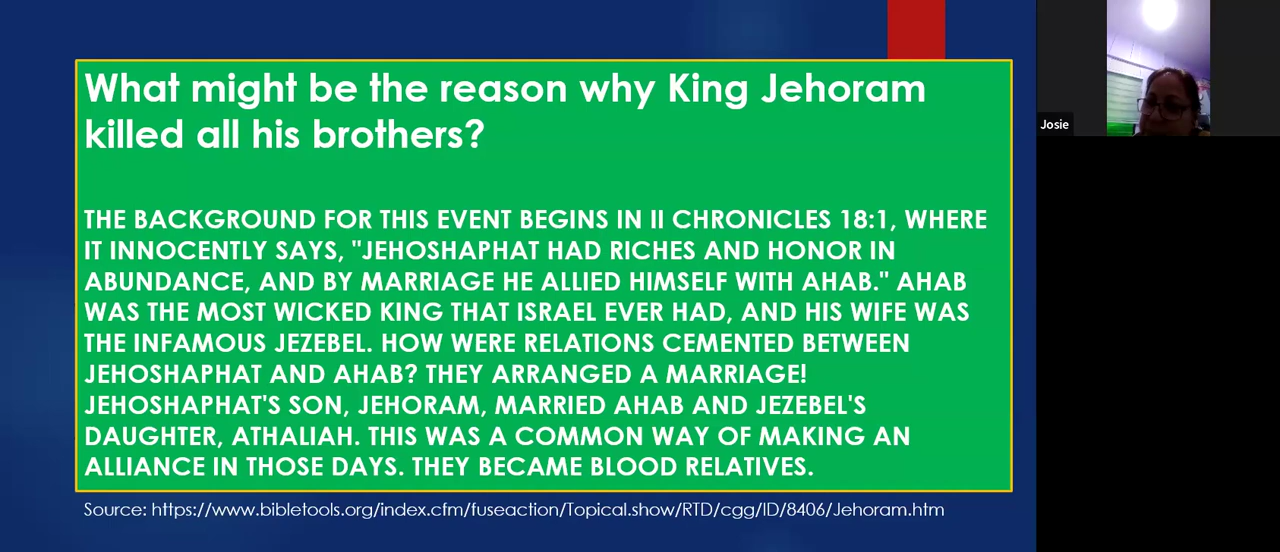 What might be the reason why King Jehoram
killed all his brothers?
THE BACKGROUND FOR THIS EVENT BEGINS IN II CHRONICLES 18:1, WHERE
IT INNOCENTLY SAYS, "JEHOSHAPHAT HAD RICHES AND HONOR IN
ABUNDANCE, AND BY MARRIAGE HE ALLIED HIMSELF WITH AHAB." AHAB
WAS THE MOST WICKED KING THAT ISRAEL EVER HAD, AND HIS WIFE WAS
THE INFAMOUS JEZEBEL. HOW WERE RELATIONS CEMENTED BETWEEN
JEHOSHAPHAT AND AHAB? THEY ARRANGED A MARRIAGE!
JEHOSHAPHAT'S SON, JEHORAM, MARRIED AHAB AND JEZEBEL'S
DAUGHTER, ATHALIAH. THIS WAS A COMMON WAY OF MAKING AN
ALLIANCE IN THOSE DAYS. THEY BECAME BLOOD RELATIVES.
Source: https://www.bibletools.org/index.cfm/fuseaction/Topical.show/RTD/cgg/ID/8406/Jehoram.htm
Josie